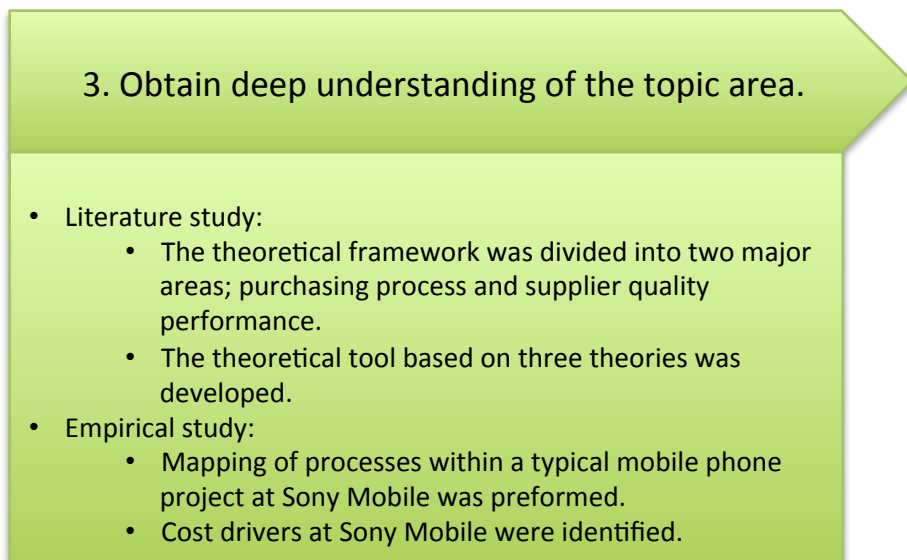 3. Obtain deep understanding of the topic area.
• Literature study:
• The theoretical framework was divided into two major
areas; purchasing process and supplier quality
performance.
• The theoretical tool based on three theories was
developed.
• Empirical study:
• Mapping of processes within a typical mobile phone
project at Sony Mobile was preformed.
• Cost drivers at Sony Mobile were identified.